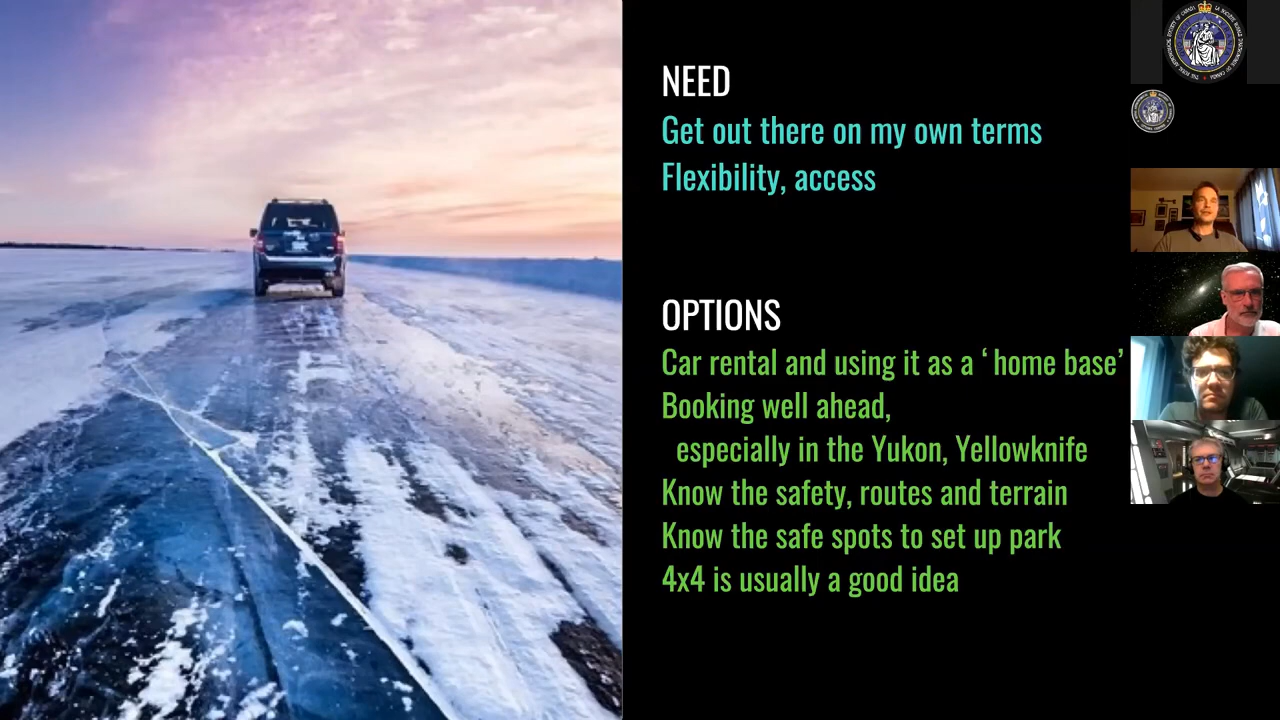 NEED
Get out there on my own terms
Flexibility, access
OPTIONS
Car rental and using it as a ‘ home base’
Booking well ahead,
especially in the Yukon, Yellowknife
Know the safety, routes and terrain
Know the safe spots to set up park
4x4 is usually a good idea